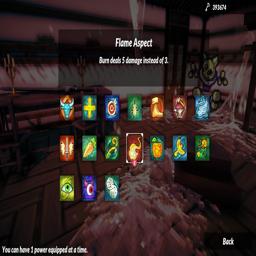 393674
Flame Aspect
Burn deals 5 damage instead of 3.
Back
You can have 1 power equipped at a time.